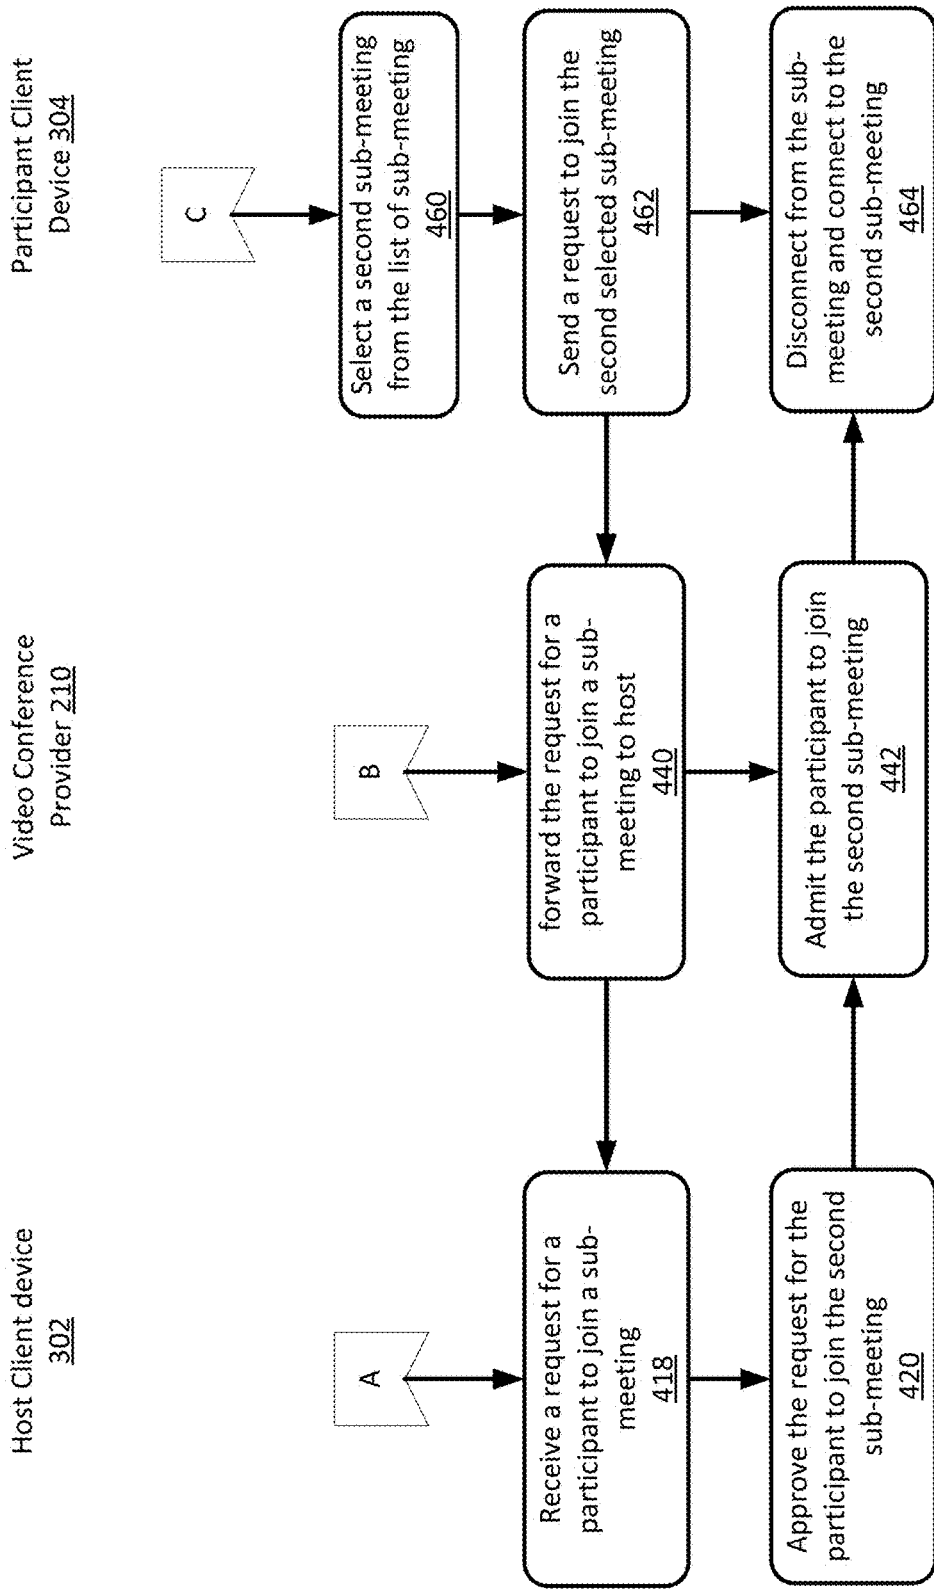 Host Client device
302
Video Conference
Provider 210
Participant Client
Device 304
A
B
C
Select a second sub-meeting
from the list of sub-meeting
460
Receive a request for a
participant to join a sub-
meeting
418
forward the request for a
participant to join a sub-
meeting to host
440
Send a request to join the
second selected sub-meeting
462
Approve the request for the
participant to join the second
sub-meeting
420
Admit the participant to join
the second sub-meeting
442
Disconnect from the sub-
meeting and connect to the
second sub-meeting
464